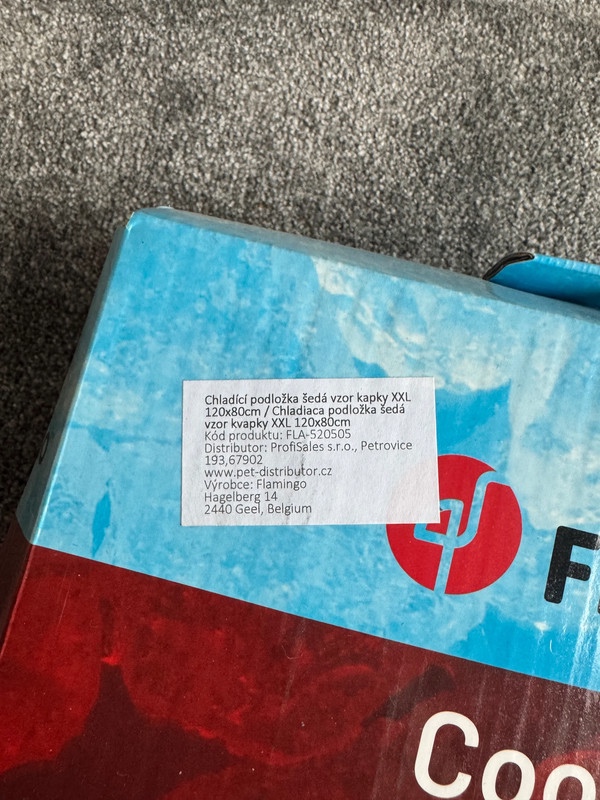 Chladící podložka šedá vzor kapky XXL
120x80cm / Chladiaca podložka šedá
vzor kvapky XXL 120x80cm
Kód produktu: FLA-520505
Distributor: ProfiSales s.r.o., Petrovice
193,67902
www.pet-distributor.cz
Výrobce: Flamingo
Hagelberg 14
2440 Geel, Belgium
F
Coo